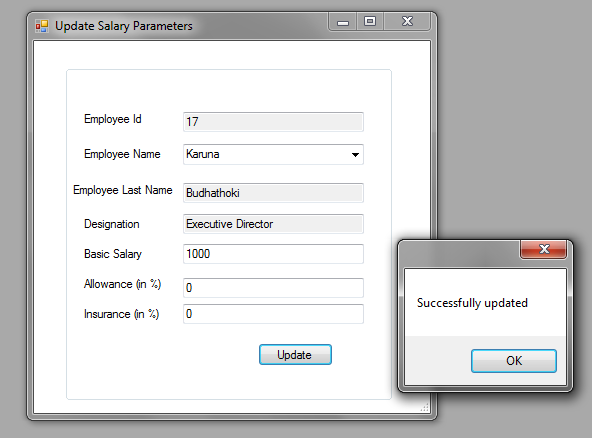 Update Salary Parameters
Employee Id 17
Employee Name Karuna
Employee Last Name Budhathoki
Designation Executive Director
Basic Salary 1000
Allowance (in %) 0
Insurance (in %) 0
Update
Successfully updated
OK